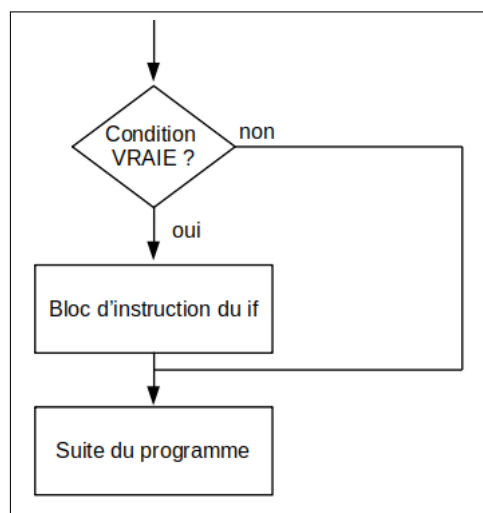 Condition
VRAIE ?
non
oui
Bloc d'instruction du if
Suite du programme